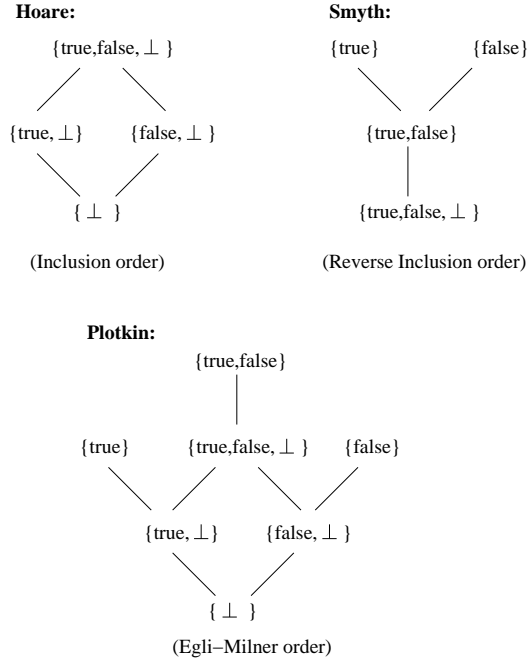 Hoare:
{true,false, ⊥ }
{true, ⊥}
{false, ⊥ }
{ ⊥ }
(Inclusion order)
Smyth:
{true}
{false}
{true,false}
{true,false, ⊥ }
(Reverse Inclusion order)
Plotkin:
{true,false}
{true}
{true,false, ⊥ }
{false}
{true, ⊥}
{false, ⊥ }
{ ⊥ }
(Egli−Milner order)